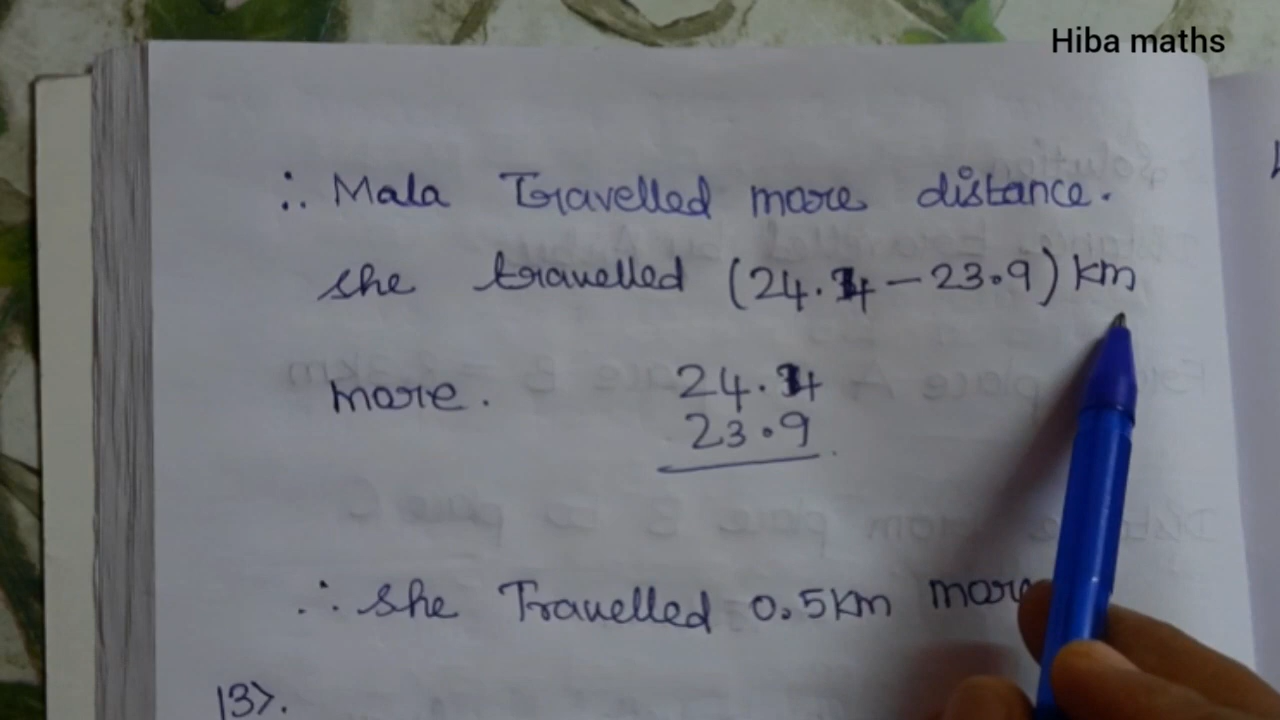 Hiba maths
∴ Mala Travelled more distance.
she travelled (24.4 - 23.9) km
more.
24.4
23.9
∴ she Travelled 0.5km more
13>.